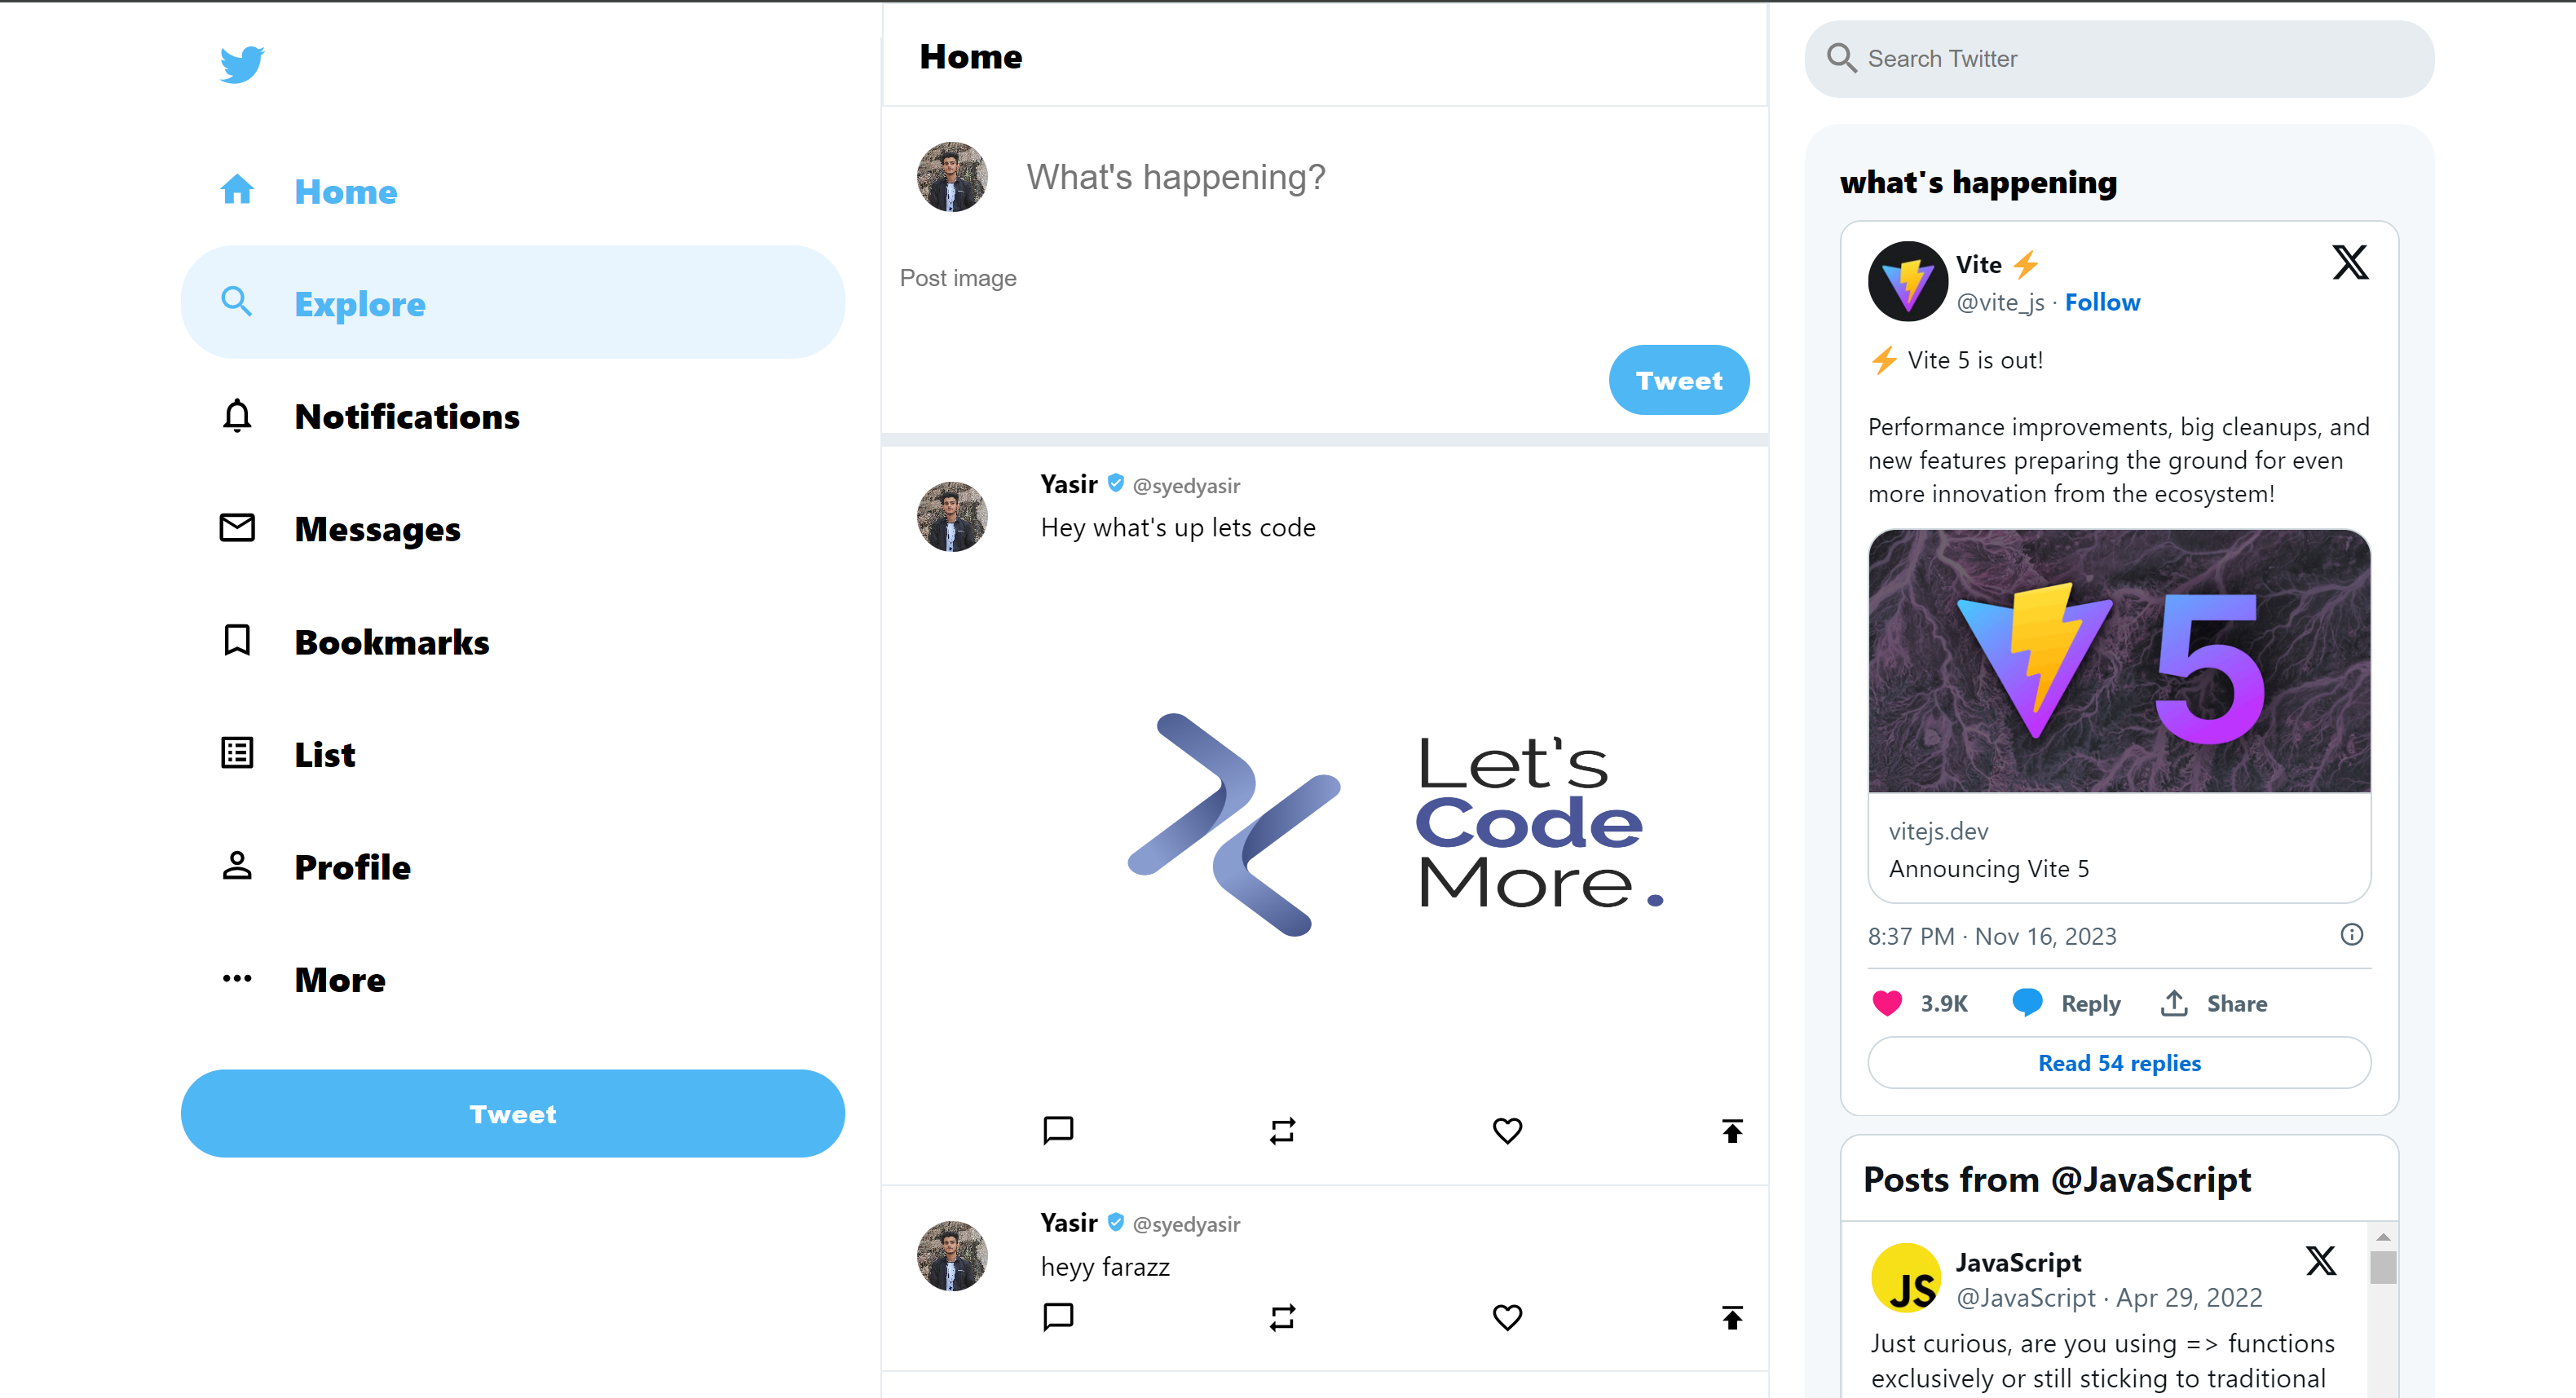 Home
Explore
Notifications
Messages
Bookmarks
List
Profile
More
Tweet
Home
What's happening?
Post image
Tweet
Yasir @syedyasir
Hey what's up lets code
Let's
Code
More.
Yasir @syedyasir
heyy farazz
Search Twitter
what's happening
Vite ⚡
@vite_js · Follow
⚡ Vite 5 is out!
Performance improvements, big cleanups, and
new features preparing the ground for even
more innovation from the ecosystem!
5
vitejs.dev
Announcing Vite 5
8:37 PM · Nov 16, 2023
3.9K Reply Share
Read 54 replies
Posts from @JavaScript
JS
JavaScript
@JavaScript · Apr 29, 2022
Just curious, are you using => functions
exclusively or still sticking to traditional